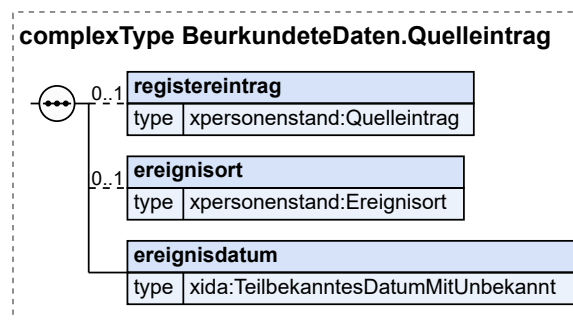 complexType BeurkundeteDaten.Quelleintrag
0..1
registereintrag
type xpersonenstand:Quelleintrag
0..1
ereignisort
type xpersonenstand:Ereignisort
ereignisdatum
type xida:TeilbekanntesDatumMitUnbekannt